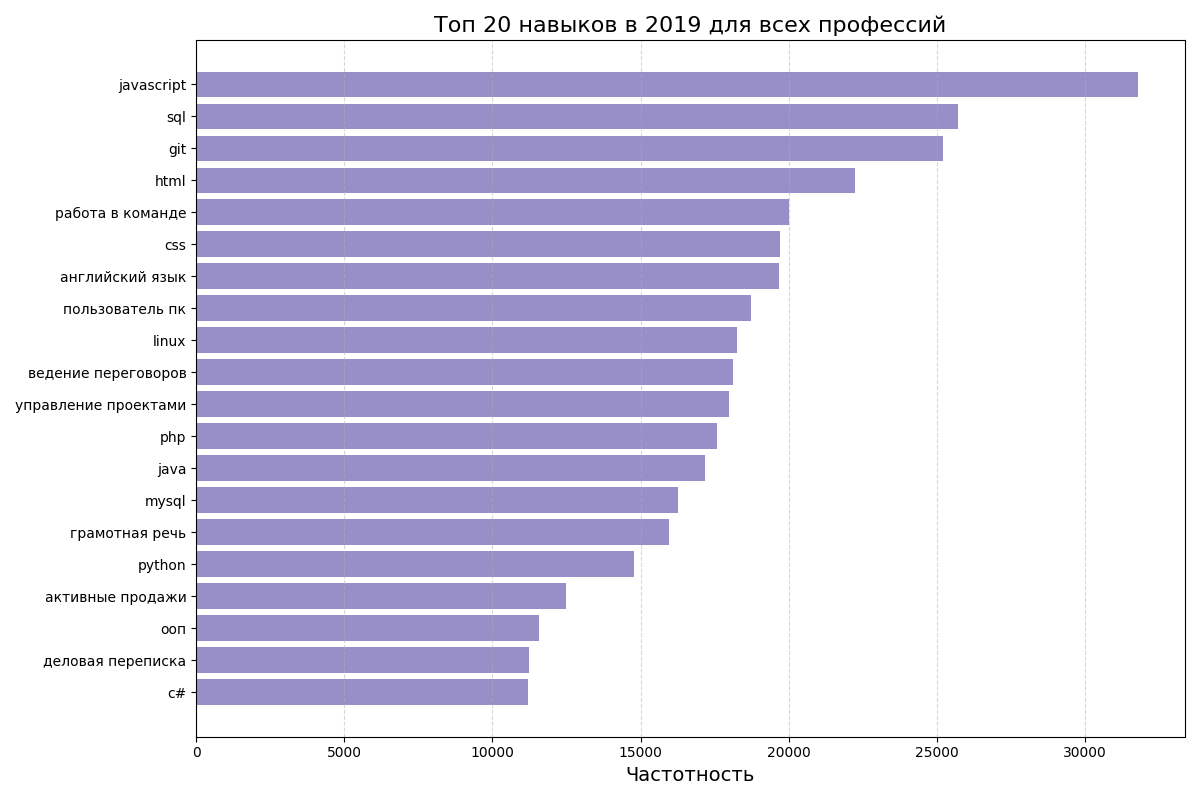 Топ 20 навыков в 2019 для всех профессий
javascript
sql
git
html
работа в команде
css
английский язык
пользователь пк
linux
ведение переговоров
управление проектами
php
java
mysql
грамотная речь
python
активные продажи
ооп
деловая переписка
c#
0 5000 10000 15000 20000 25000 30000
Частотность